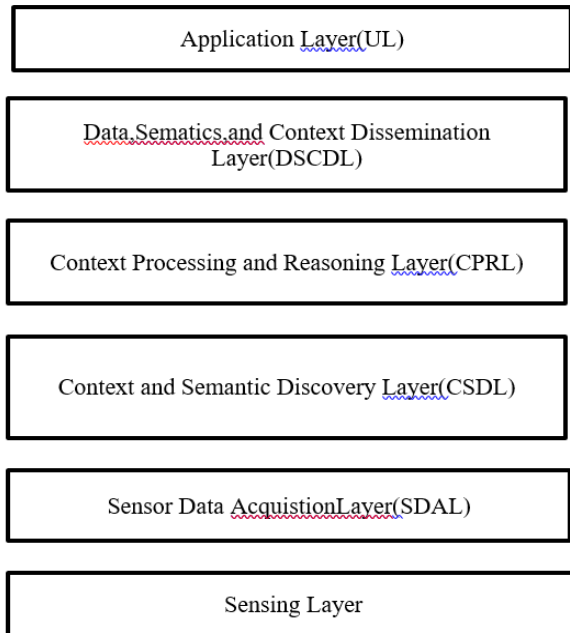 Application Layer(UL)
Data,Sematics,and Context Dissemination
Layer(DSCDL)
Context Processing and Reasoning Layer(CPRL)
Context and Semantic Discovery Layer(CSDL)
Sensor Data AcquistionLayer(SDAL)
Sensing Layer